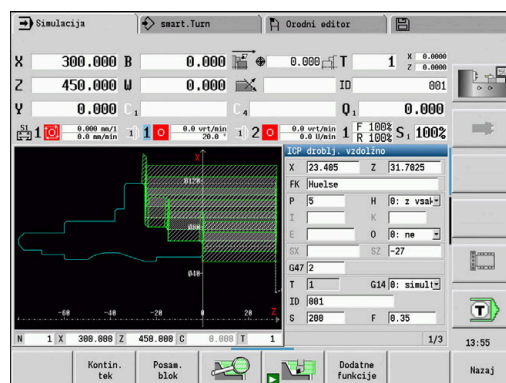 Simulacija smart.Turn Orodni editor
X 300.000 B 0.000 0.000 T 1 X 0.0000 Z 0.0000
Z 450.000 U 0.000 ID 001
Y 0.000 C1 C4 Q1 0.000
S1 1 0.000 mm/1 0.0 mm/min 1 0.0 vrt/min 20.0 ° 2 0.0 vrt/min 0.0 U/min 1 F 100% R 100% S1 100%
ICP droblj. vzdolžno
X 23.405 Z 31.7025
FK Huelse
P 5 H 0: z vsak
I K
E O 0: ne
SX SZ -27
G47 2
T 1 G14 0: simult
ID 001
S 200 F 0.35
1/3
X
Ø120
Ø80
Ø40
-60 -40 -20 0 20 Z
N 1 X 300.000 Z 450.000 C 0.000 T 1
13:55
Kontin. tek
Posam. blok
Dodatne funkcije
Nazaj